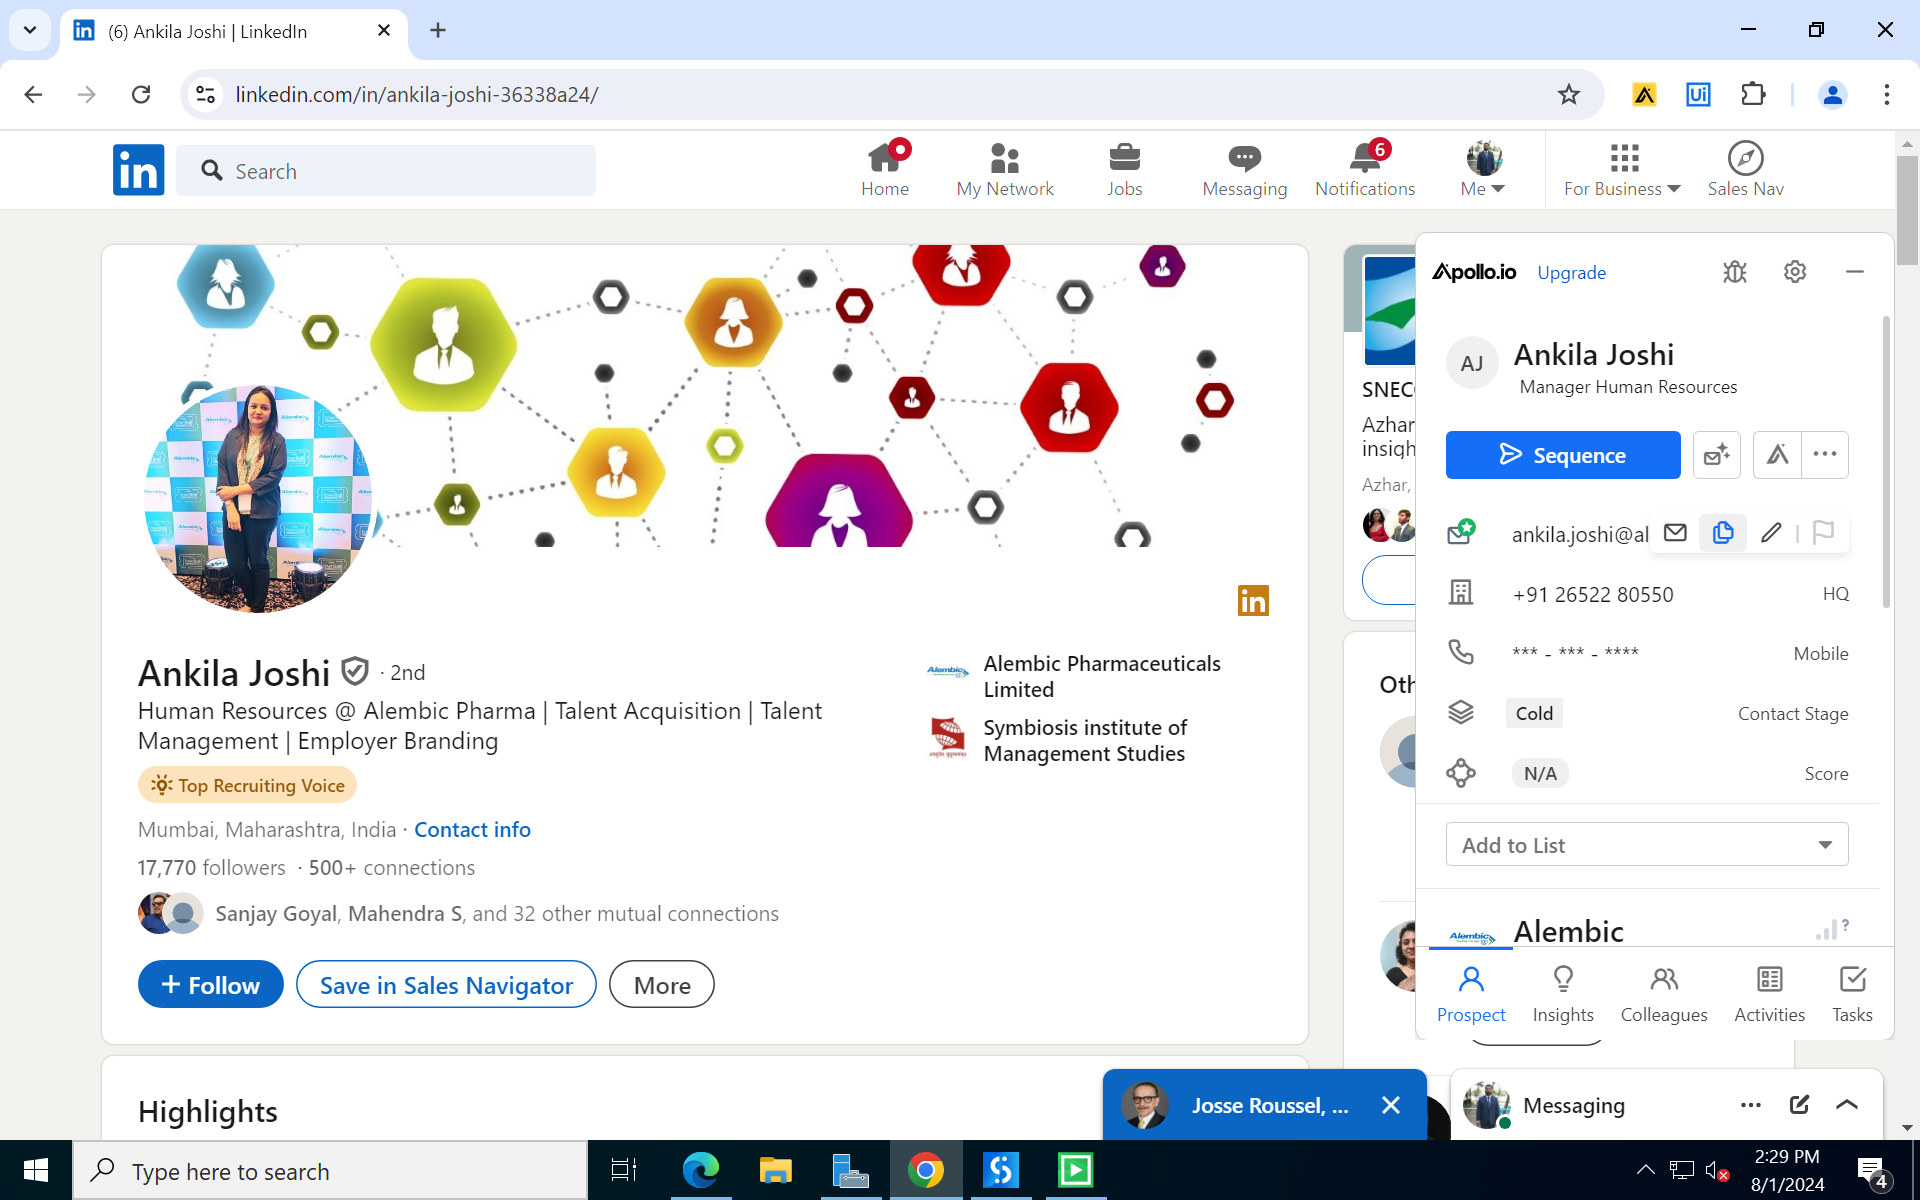 (6) Ankila Joshi | LinkedIn
linkedin.com/in/ankila-joshi-36338a24/
Ui
in
Search
Home
My Network
Jobs
Messaging
6
Notifications
Me
For Business
Sales Nav
in
Ankila Joshi · 2nd
Human Resources @ Alembic Pharma | Talent Acquisition | Talent
Management | Employer Branding
Top Recruiting Voice
Mumbai, Maharashtra, India · Contact info
17,770 followers · 500+ connections
Sanjay Goyal, Mahendra S, and 32 other mutual connections
+ Follow
Save in Sales Navigator
More
Alembic
Alembic Pharmaceuticals
Limited
Symbiosis institute of
Management Studies
Highlights
SNEC
Azhar
insigh
Azhar,
Oth
Apollo.io
Upgrade
AJ
Ankila Joshi
Manager Human Resources
Sequence
ankila.joshi@al
+91 26522 80550
HQ
*** - *** - ****
Mobile
Cold
Contact Stage
N/A
Score
Add to List
Alembic
Alembic
?
Prospect
Insights
Colleagues
Activities
Tasks
Josse Roussel, ...
Messaging
Type here to search
2:29 PM
8/1/2024
4